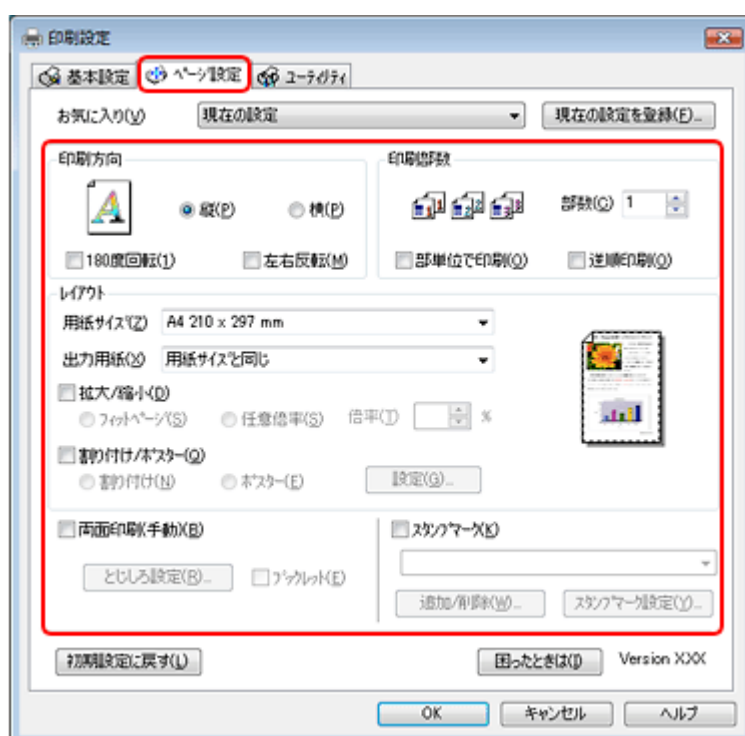 印刷設定
基本設定 ページ設定 ユーティリティ
お気に入り(V) 現在の設定 現在の設定を登録(F)...
印刷方向 印刷部数
縦(P) 横(P) 部数(C) 1
180度回転(1) 左右反転(M) 部単位で印刷(O) 逆順印刷(O)
レイアウト
用紙サイズ(Z) A4 210 x 297 mm
出力用紙(X) 用紙サイズと同じ
拡大/縮小(D)
フィットページ(S) 任意倍率(S) 倍率(T) %
割り付け/ポスター(Q)
割り付け(N) ポスター(E) 設定(G)...
両面印刷(手動)(B) スタンプマーク(K)
とじしろ設定(R)... ブックレット(E)
追加/削除(W)... スタンプマーク設定(Y)...
初期設定に戻す(L) 困ったときは(I) Version X.XX
OK キャンセル ヘルプ